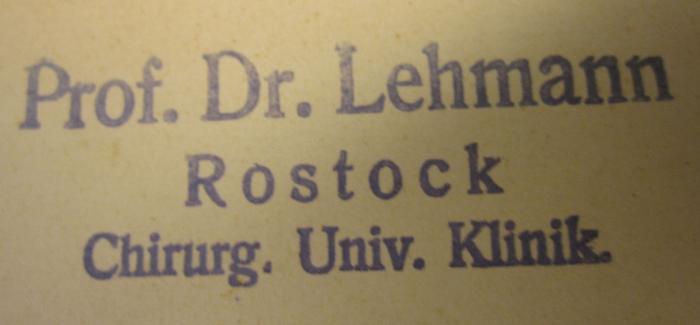 Prof. Dr. Lehmann
Rostock
Chirurg. Univ. Klinik.